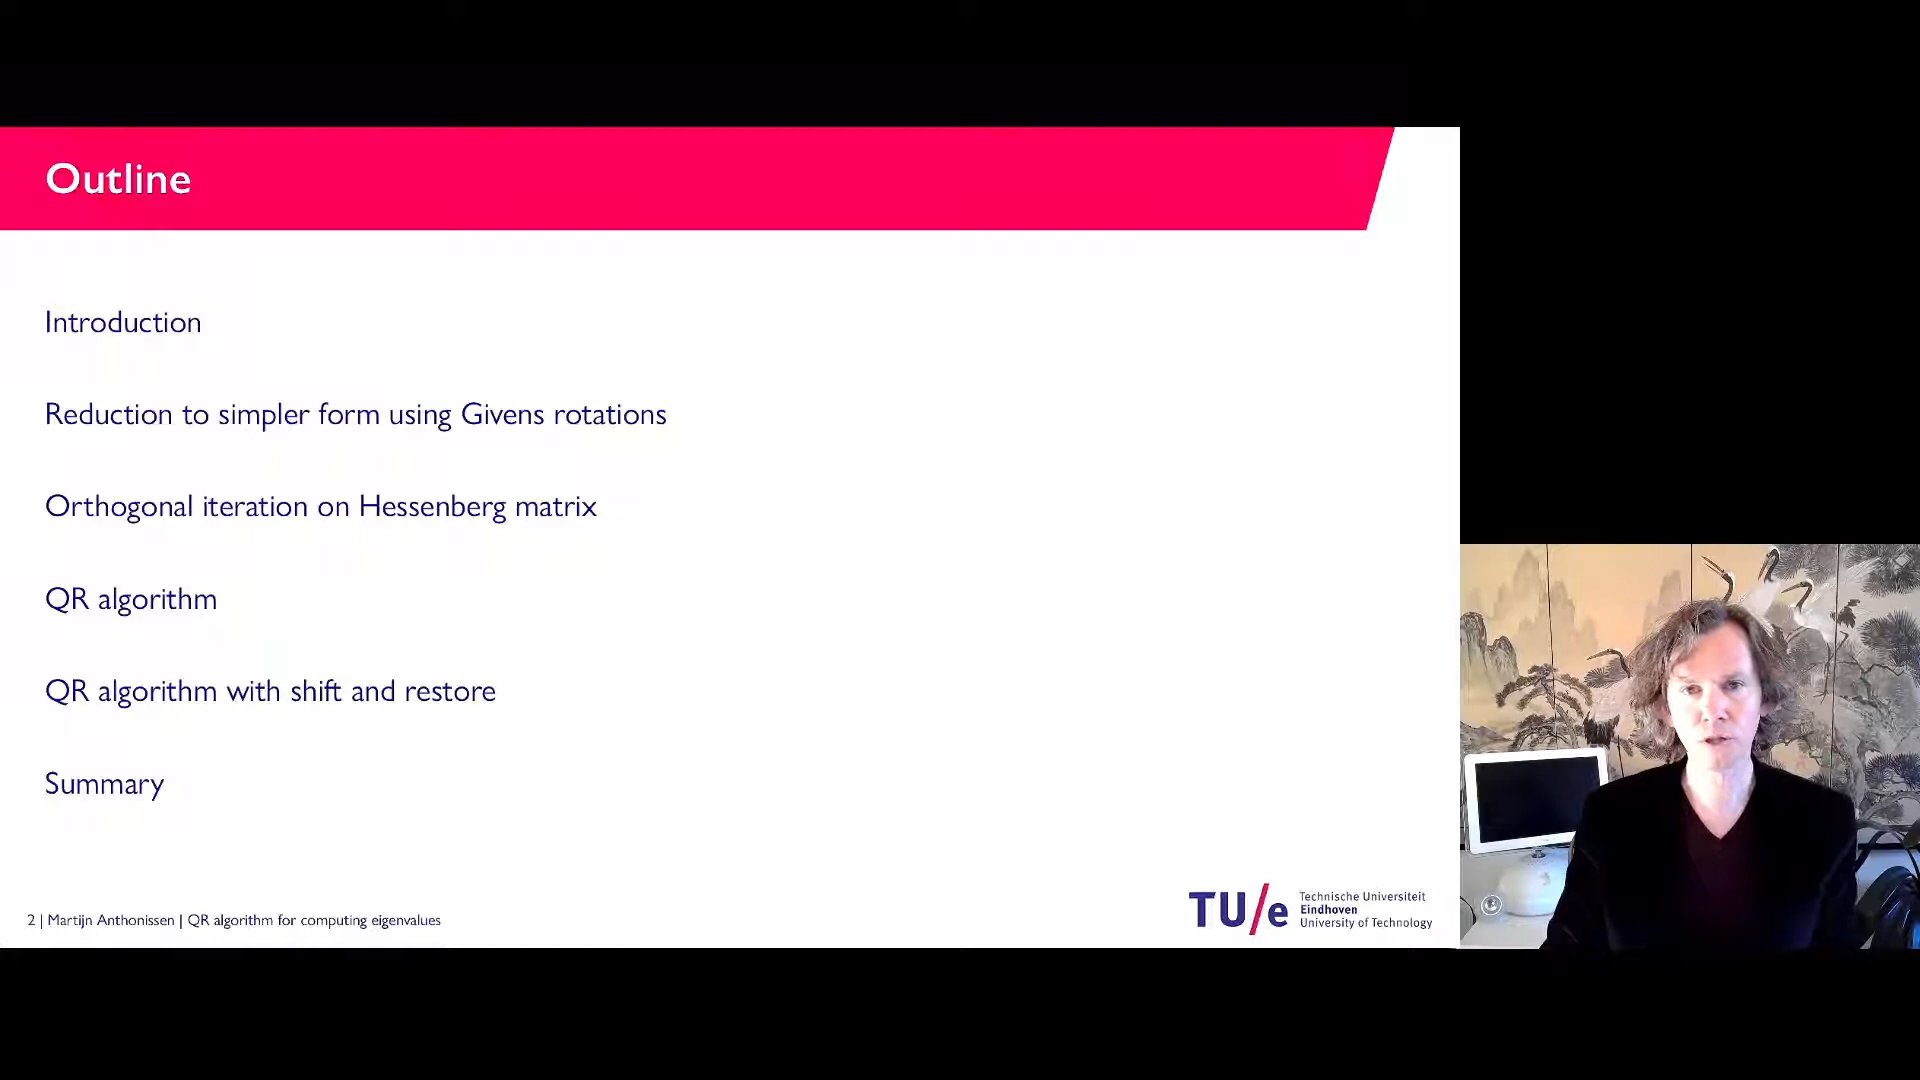 Outline
Introduction
Reduction to simpler form using Givens rotations
Orthogonal iteration on Hessenberg matrix
QR algorithm
QR algorithm with shift and restore
Summary
2 | Martijn Anthonissen | QR algorithm for computing eigenvalues
TU/e
Technische Universiteit
Eindhoven
University of Technology